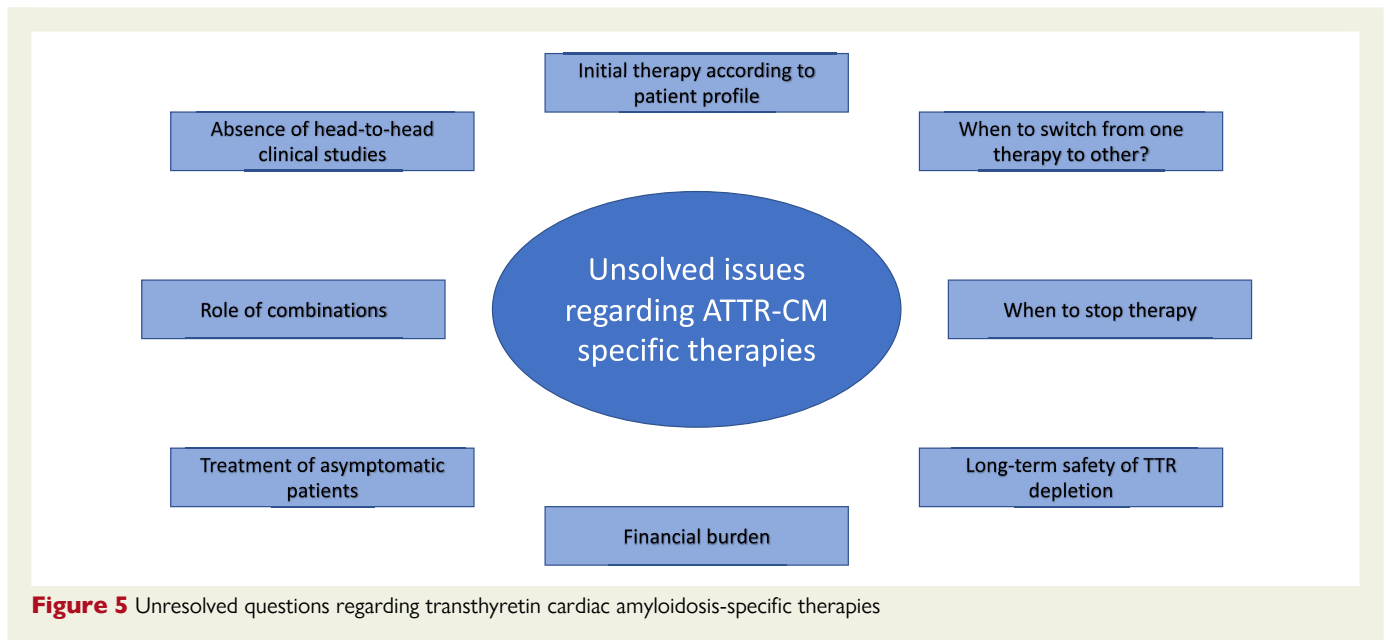 Initial therapy according to
patient profile
Absence of head-to-head
clinical studies
When to switch from one
therapy to other?
Unsolved issues
regarding ATTR-CM
specific therapies
Role of combinations
When to stop therapy
Treatment of asymptomatic
patients
Long-term safety of TTR
depletion
Financial burden
Figure 5 Unresolved questions regarding transthyretin cardiac amyloidosis-specific therapies